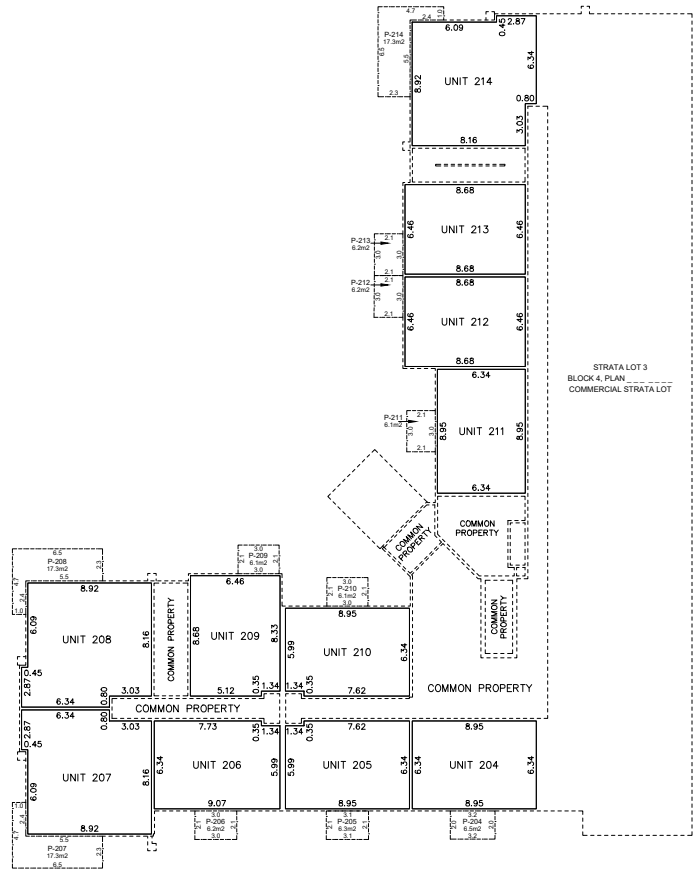 4.7
2.4
1.0
P-214
17.3m2
6.5
5.5
2.3
6.09
0.45
2.87
6.34
8.92
UNIT 214
0.80
3.03
8.16
8.68
6.46
UNIT 213
6.46
8.68
P-213
6.2m2
2.1
3.0
3.0
2.1
8.68
6.46
UNIT 212
6.46
8.68
P-212
6.2m2
2.1
3.0
3.0
2.1
STRATA LOT 3
BLOCK 4, PLAN
COMMERCIAL STRATA LOT
6.34
8.95
UNIT 211
8.95
6.34
P-211
6.1m2
2.1
3.0
3.0
2.1
COMMON
PROPERTY
COMMON
PROPERTY
COMMON
PROPERTY
6.5
P-208
17.3m2
5.5
2.3
4.7
2.4
1.0
8.92
6.09
UNIT 208
8.16
0.45
2.87
6.34
0.80
3.03
COMMON PROPERTY
3.0
P-209
6.1m2
3.0
2.1
2.1
6.46
8.68
UNIT 209
8.33
5.12
0.35
1.34
3.0
P-210
6.1m2
3.0
2.1
2.1
8.95
5.99
UNIT 210
6.34
1.34
0.35
7.62
COMMON PROPERTY
COMMON PROPERTY
6.34
0.80
3.03
2.87
0.45
6.09
UNIT 207
8.16
8.92
4.7
2.4
5.5
P-207
17.3m2
6.5
2.3
7.73
0.35
1.34
6.34
UNIT 206
5.99
9.07
3.0
P-206
6.2m2
3.0
2.1
2.1
1.34
0.35
7.62
5.99
UNIT 205
6.34
8.95
3.1
P-205
6.3m2
3.1
2.1
2.1
8.95
6.34
UNIT 204
6.34
8.95
3.2
P-204
6.5m2
3.2
2.0
2.0